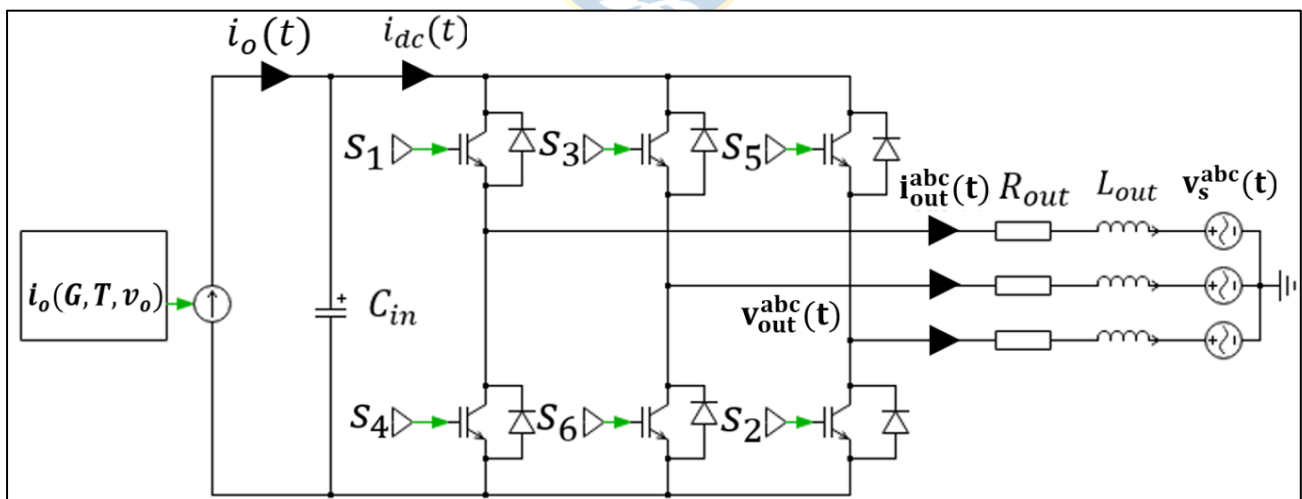 i_o(t)
i_dc(t)
S_1
S_3
S_5
i_out^abc(t)
R_out
L_out
v_s^abc(t)
i_o(G, T, v_o)
+
C_in
v_out^abc(t)
S_4
S_6
S_2